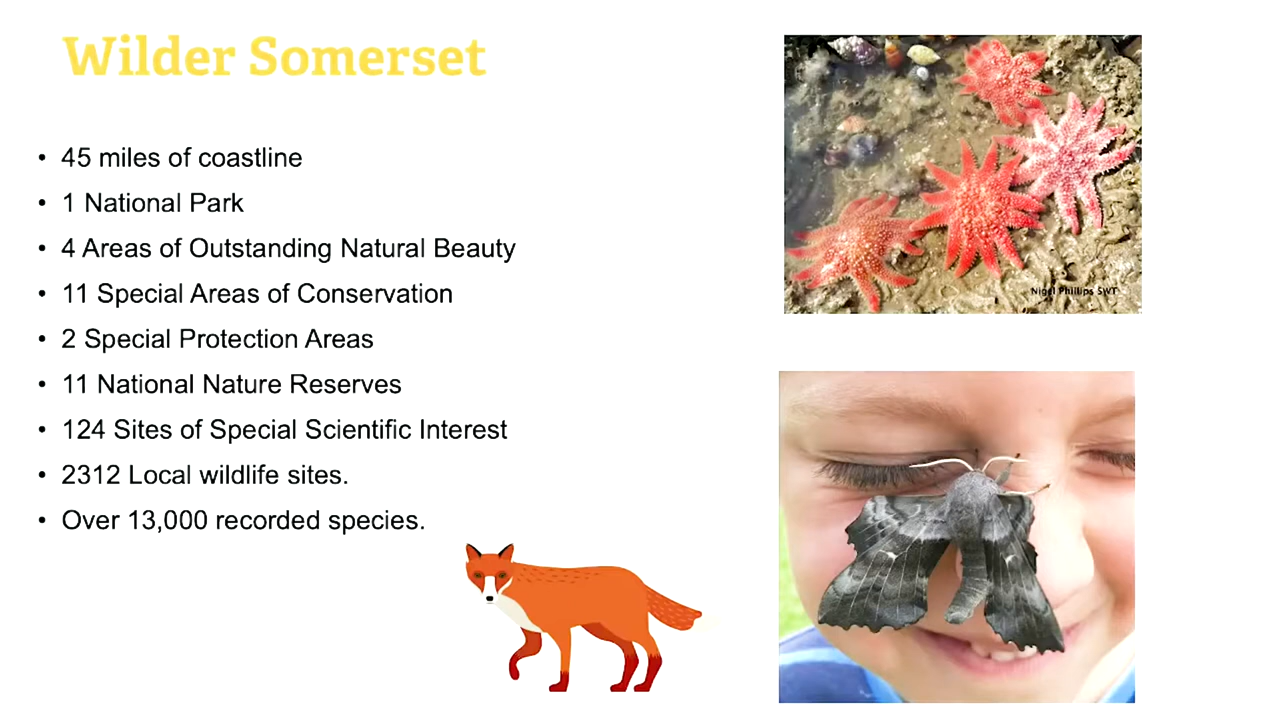 Wilder Somerset
• 45 miles of coastline
• 1 National Park
• 4 Areas of Outstanding Natural Beauty
• 11 Special Areas of Conservation
• 2 Special Protection Areas
• 11 National Nature Reserves
• 124 Sites of Special Scientific Interest
• 2312 Local wildlife sites.
• Over 13,000 recorded species.
Nigel Phillips SWT